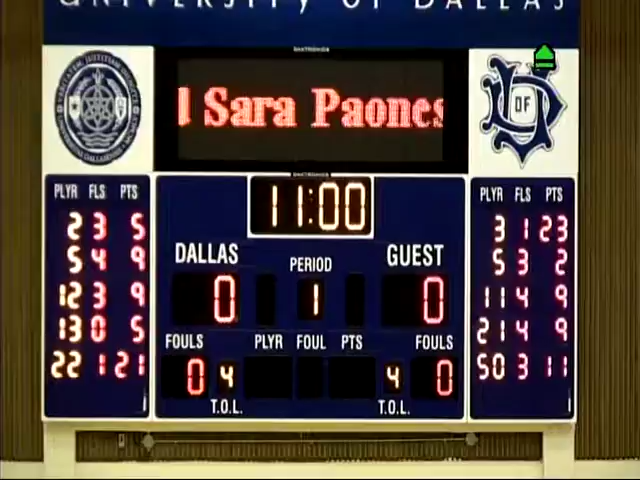 UNIVERSITY OF DALLAS
DAKTRONICS
l Sara Paones
DAKTRONICS
PLYR FLS PTS
2 3 5
5 4 9
12 3 9
13 0 5
22 1 21
11:00
DALLAS
PERIOD
GUEST
0
1
0
FOULS PLYR FOUL PTS FOULS
0 4
4 0
T.O.L.
T.O.L.
PLYR FLS PTS
3 1 23
5 3 2
11 4 9
21 4 9
50 3 11
OF